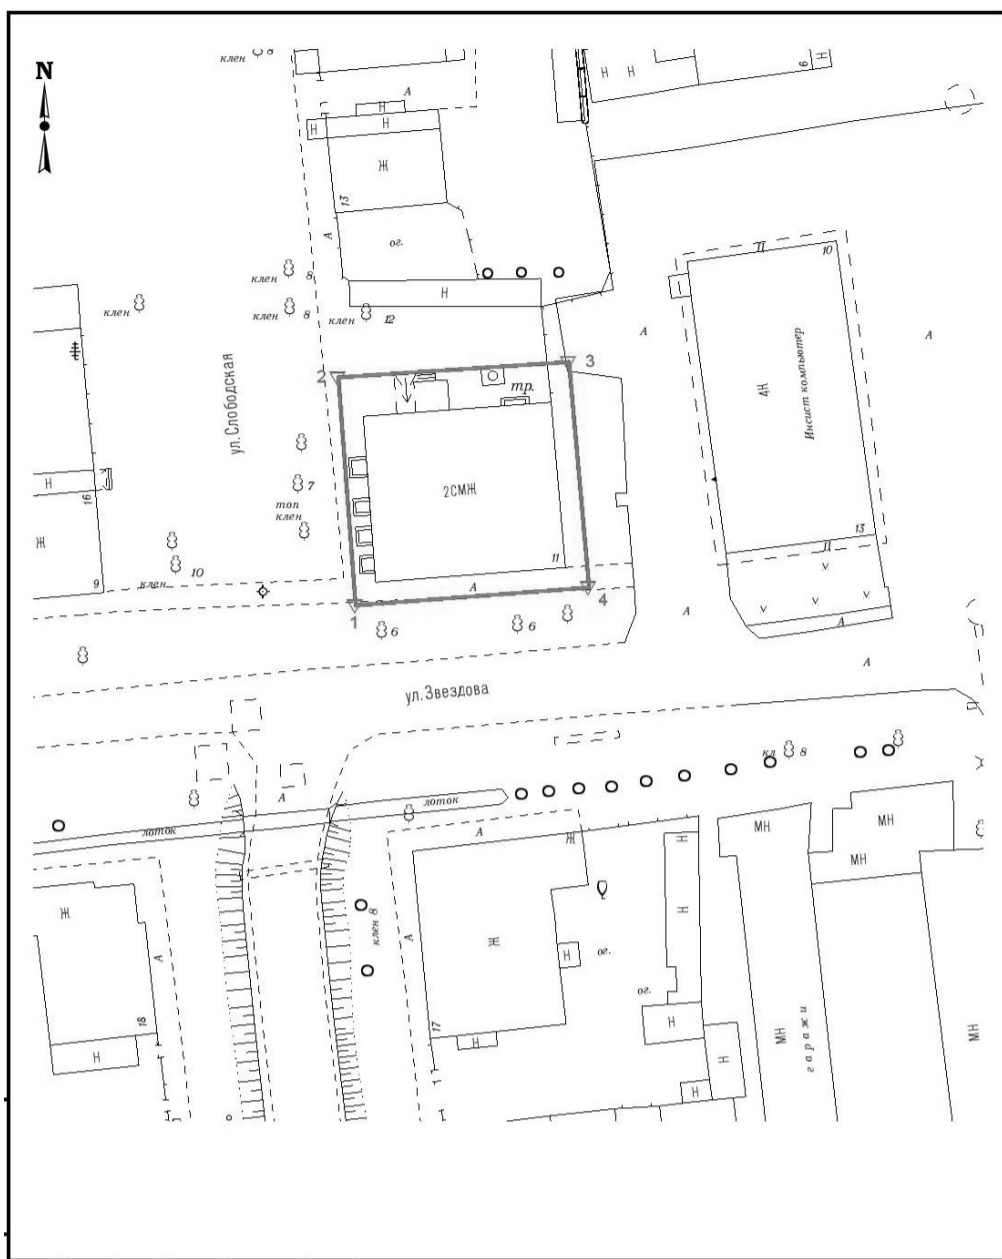 N
клен 8
А
Н
Н Н
Н
6
Н
Н
Ж
13
А
ог.
клен 8
клен
клен 8
клен 12
Н
Д
10
А
А
ул.Слободская
2
3
тр.
4Н
Инсист компьютер
7
топ
клен
2СМЖ
Н
16
Ж
9
10
клен
11
А
13
Д
1
4
6
6
А
А
А
ул.Звездова
кл 8
А
лоток
лоток
А
Ж
Н
МН
МН
МН
Ж
клен 8
А
Ж
Н
ог.
Н
ог.
А
18
Н
17
Н
Н
Н
Н
МН
гаражи
МН